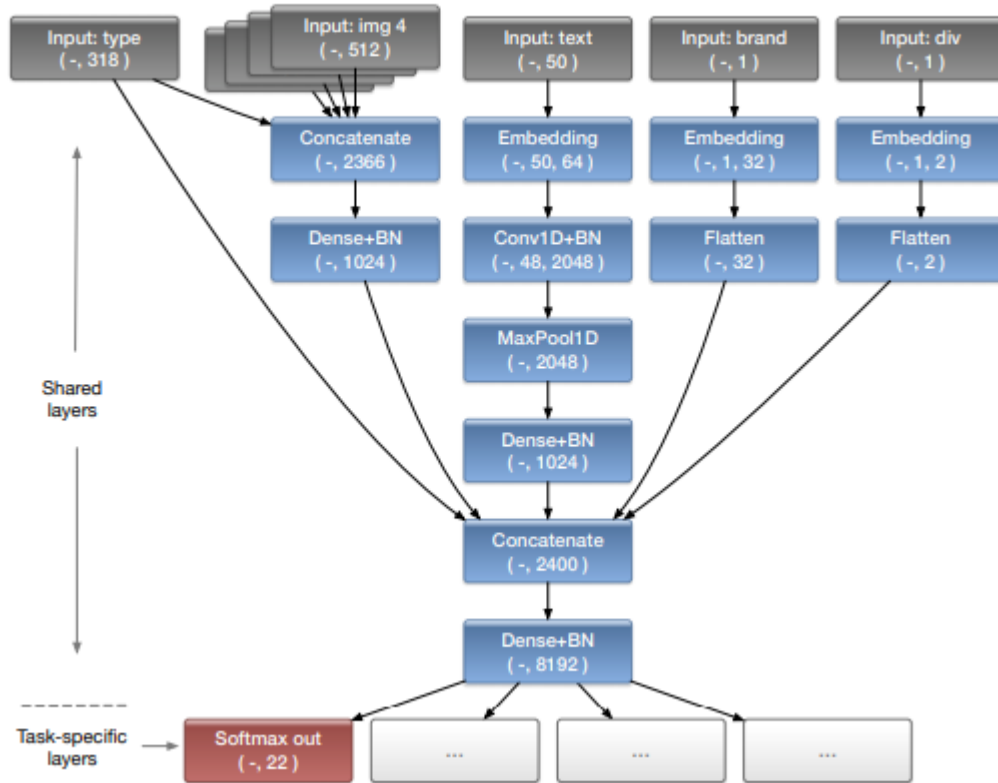 Input: type
( -, 318 )
Input: img 4
( -, 512 )
Input: text
( -, 50 )
Input: brand
( -, 1 )
Input: div
( -, 1 )
Concatenate
( -, 2366 )
Embedding
( -, 50, 64 )
Embedding
( -, 1, 32 )
Embedding
( -, 1, 2 )
Dense+BN
( -, 1024 )
Conv1D+BN
( -, 48, 2048 )
Flatten
( -, 32 )
Flatten
( -, 2 )
MaxPool1D
( -, 2048 )
Shared
layers
Dense+BN
( -, 1024 )
Concatenate
( -, 2400 )
Dense+BN
( -, 8192 )
Task-specific
layers
Softmax out
( -, 22 )
...
...
...